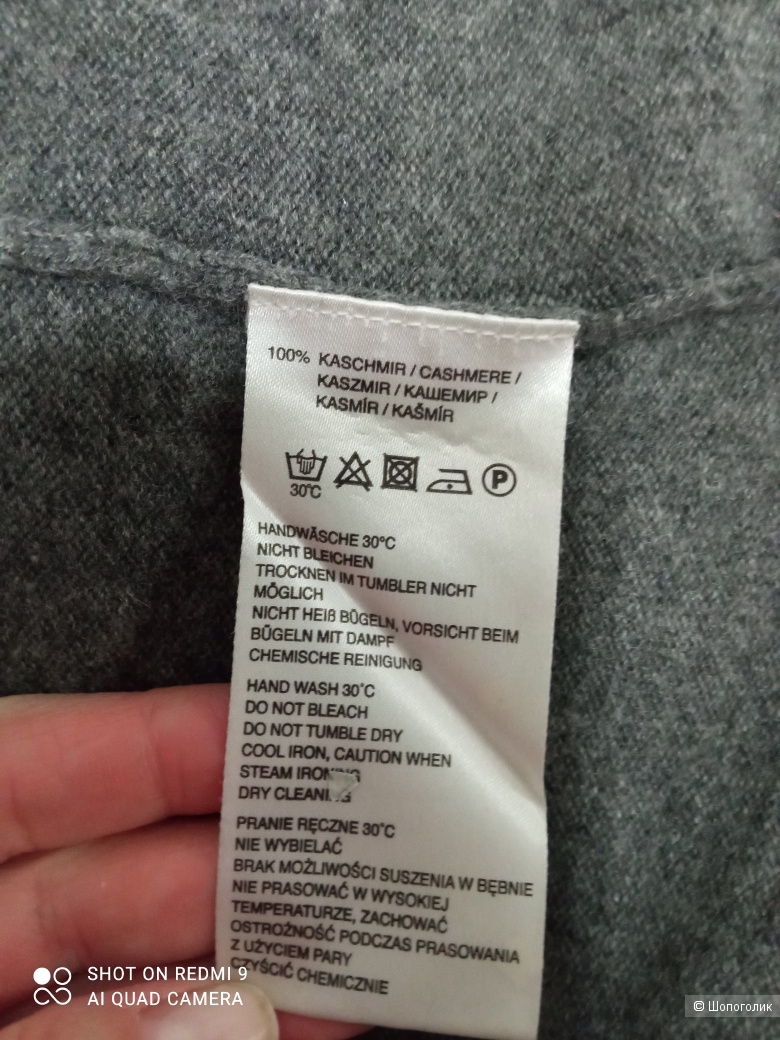 100% KASCHMIR / CASHMERE /
KASZMIR / КАШЕМИР /
KASMÍR / KAŠMÍR
30°C
P
HANDWÄSCHE 30°C
NICHT BLEICHEN
TROCKNEN IM TUMBLER NICHT
MÖGLICH
NICHT HEIß BÜGELN, VORSICHT BEIM
BÜGELN MIT DAMPF
CHEMISCHE REINIGUNG
HAND WASH 30°C
DO NOT BLEACH
DO NOT TUMBLE DRY
COOL IRON, CAUTION WHEN
STEAM IRONING
DRY CLEANING
PRANIE RĘCZNE 30°C
NIE WYBIELAĆ
BRAK MOŻLIWOŚCI SUSZENIA W BĘBNIE
NIE PRASOWAĆ W WYSOKIEJ
TEMPERATURZE, ZACHOWAĆ
OSTROŻNOŚĆ PODCZAS PRASOWANIA
Z UŻYCIEM PARY
CZYŚCIĆ CHEMICZNIE
SHOT ON REDMI 9
AI QUAD CAMERA
© Шопоголик